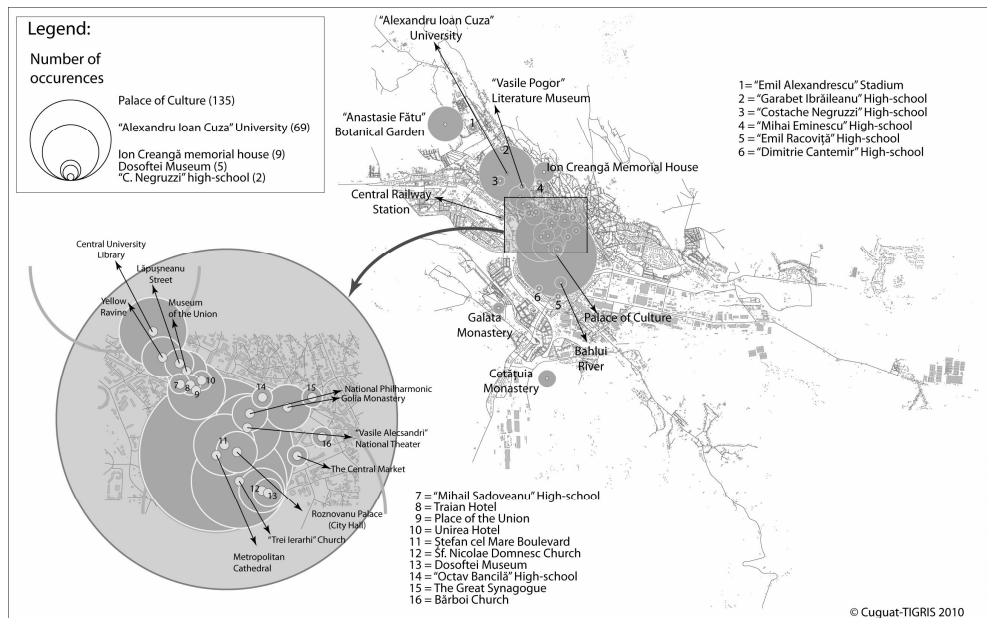 Legend:
Number of
occurences
Palace of Culture (135)
"Alexandru Ioan Cuza" University (69)
Ion Creangă memorial house (9)
Dosoftei Museum (5)
"C. Negruzzi" high-school (2)
"Alexandru Ioan Cuza"
University
"Vasile Pogor"
Literature Museum
"Anastasie Fătu"
Botanical Garden
1
2
3
4
Ion Creangă Memorial House
Central Railway
Station
6
5
Galata
Monastery
Palace of Culture
Bahlui
River
Cetățuia
Monastery
1= "Emil Alexandrescu" Stadium
2 = "Garabet Ibrăileanu" High-school
3 = "Costache Negruzzi" High-school
4 = "Mihai Eminescu" High-school
5 = "Emil Racoviță" High-school
6 = "Dimitrie Cantemir" High-school
Central University
Library
Lăpușneanu
Street
Yellow
Ravine
Museum
of the Union
7
8
9
10
14
15
National Philharmonic
Golia Monastery
"Vasile Alecsandri"
National Theater
16
11
The Central Market
12
13
Roznovanu Palace
(City Hall)
"Trei Ierarhi" Church
Metropolitan
Cathedral
7 = "Mihail Sadoveanu" High-school
8 = Traian Hotel
9 = Place of the Union
10 = Unirea Hotel
11 = Ștefan cel Mare Boulevard
12 = Sf. Nicolae Domnesc Church
13 = Dosoftei Museum
14 = "Octav Bancilă" High-school
15 = The Great Synagogue
16 = Bărboi Church
© Cuguat-TIGRIS 2010